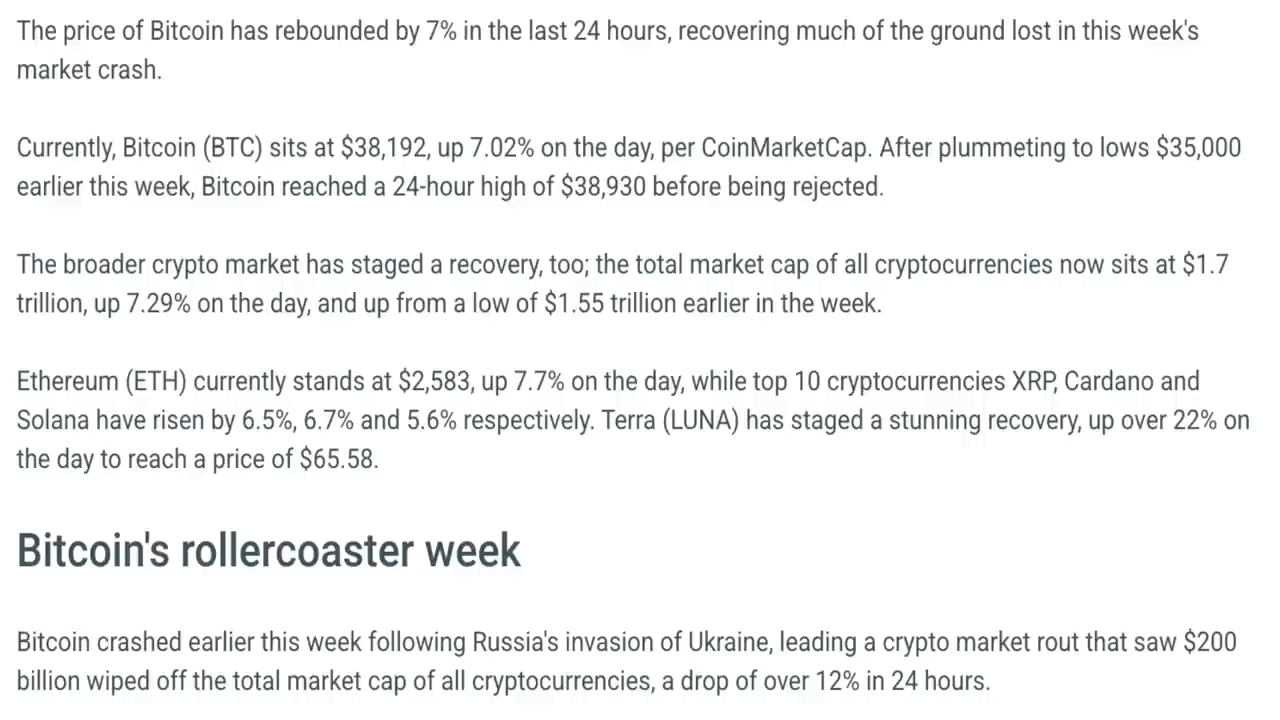 The price of Bitcoin has rebounded by 7% in the last 24 hours, recovering much of the ground lost in this week's
market crash.
Currently, Bitcoin (BTC) sits at $38,192, up 7.02% on the day, per CoinMarketCap. After plummeting to lows $35,000
earlier this week, Bitcoin reached a 24-hour high of $38,930 before being rejected.
The broader crypto market has staged a recovery, too; the total market cap of all cryptocurrencies now sits at $1.7
trillion, up 7.29% on the day, and up from a low of $1.55 trillion earlier in the week.
Ethereum (ETH) currently stands at $2,583, up 7.7% on the day, while top 10 cryptocurrencies XRP, Cardano and
Solana have risen by 6.5%, 6.7% and 5.6% respectively. Terra (LUNA) has staged a stunning recovery, up over 22% on
the day to reach a price of $65.58.
Bitcoin's rollercoaster week
Bitcoin crashed earlier this week following Russia's invasion of Ukraine, leading a crypto market rout that saw $200
billion wiped off the total market cap of all cryptocurrencies, a drop of over 12% in 24 hours.